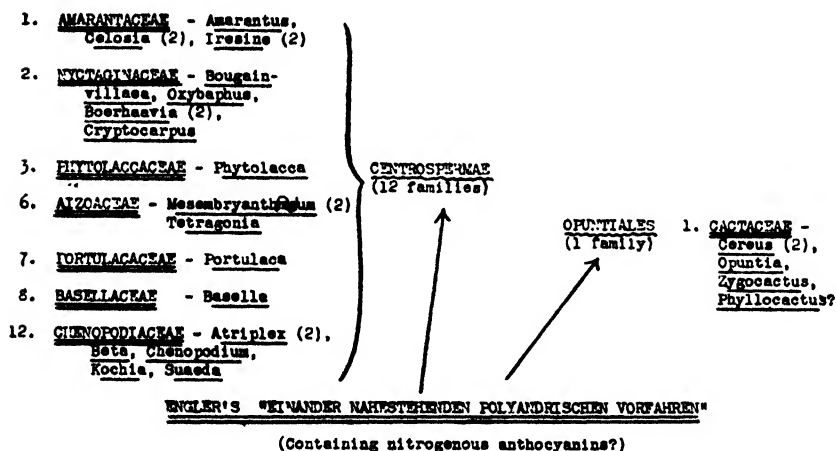 1. AMARANTACEAE - Amarantus,
Celosia (2), Iresine (2)
2. NYCTAGINACEAE - Bougain-
villaea, Oxybaphus,
Boerhaavia (2),
Cryptocarpus
3. PHYTOLACCACEAE - Phytolacca
6. AIZOACEAE - Mesembryanthemum (2)
Tetragonia
7. PORTULACACEAE - Portulaca
8. BASELLACEAE - Basella
12. CHENOPODIACEAE - Atriplex (2),
Beta, Chenopodium,
Kochia, Suaeda
CENTROSPERMAE
(12 families)
OPUNTIALES
(1 family)
1. CACTACEAE -
Cereus (2),
Opuntia,
Zygocactus,
Phyllocactus?
ENGLER'S "EINANDER NAHESTEHENDEN POLYANDRISCHEN VORFAHREN"
(Containing nitrogenous anthocyanins?)